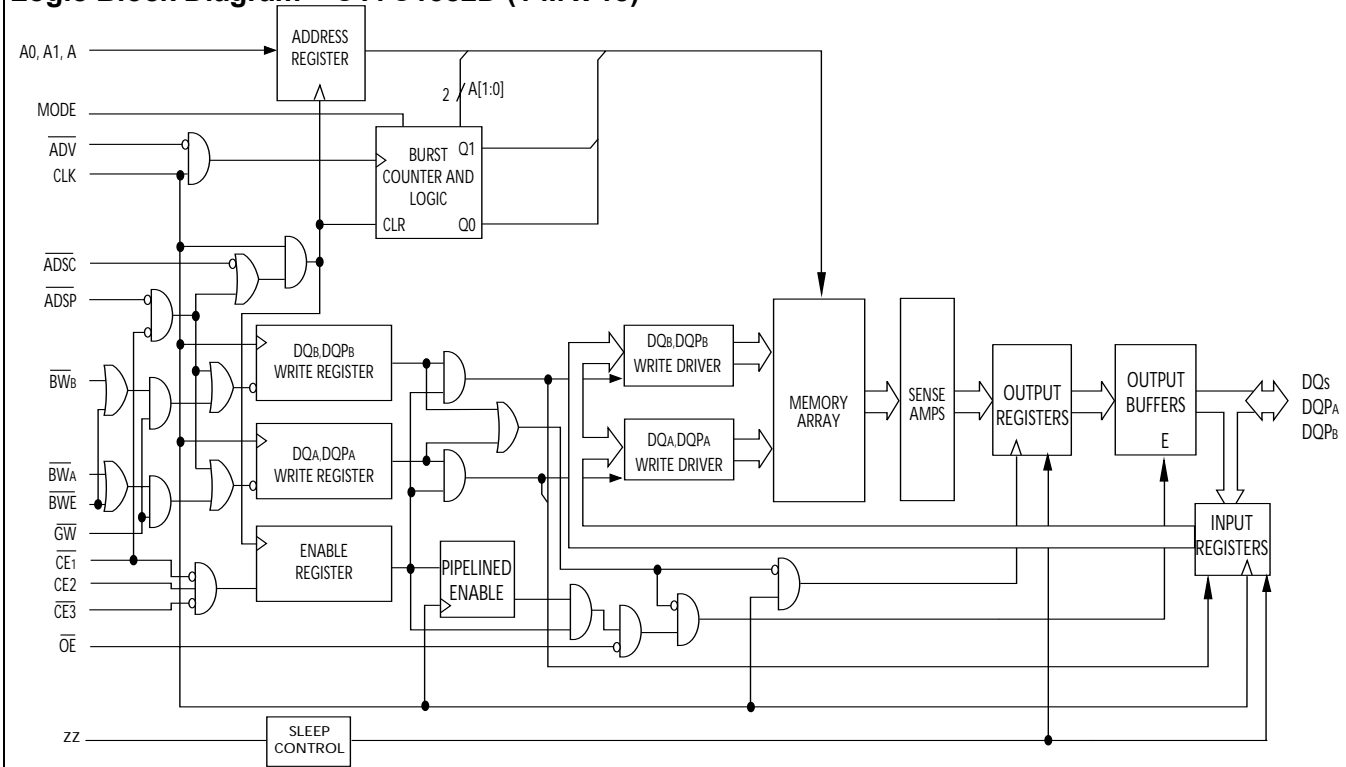 Logic Block Diagram –
A0, A1, A
ADDRESS
REGISTER
2
A[1:0]
MODE
ADV
CLK
BURST
COUNTER AND
LOGIC
Q1
CLR
Q0
ADSC
ADSP
DQB,DQPB
WRITE REGISTER
DQB,DQPB
WRITE DRIVER
BWB
MEMORY
ARRAY
SENSE
AMPS
OUTPUT
REGISTERS
OUTPUT
BUFFERS
E
DQs
DQPA
DQPB
DQA,DQPA
WRITE REGISTER
DQA,DQPA
WRITE DRIVER
BWA
BWE
GW
INPUT
REGISTERS
CE1
CE2
CE3
ENABLE
REGISTER
PIPELINED
ENABLE
OE
ZZ
SLEEP
CONTROL